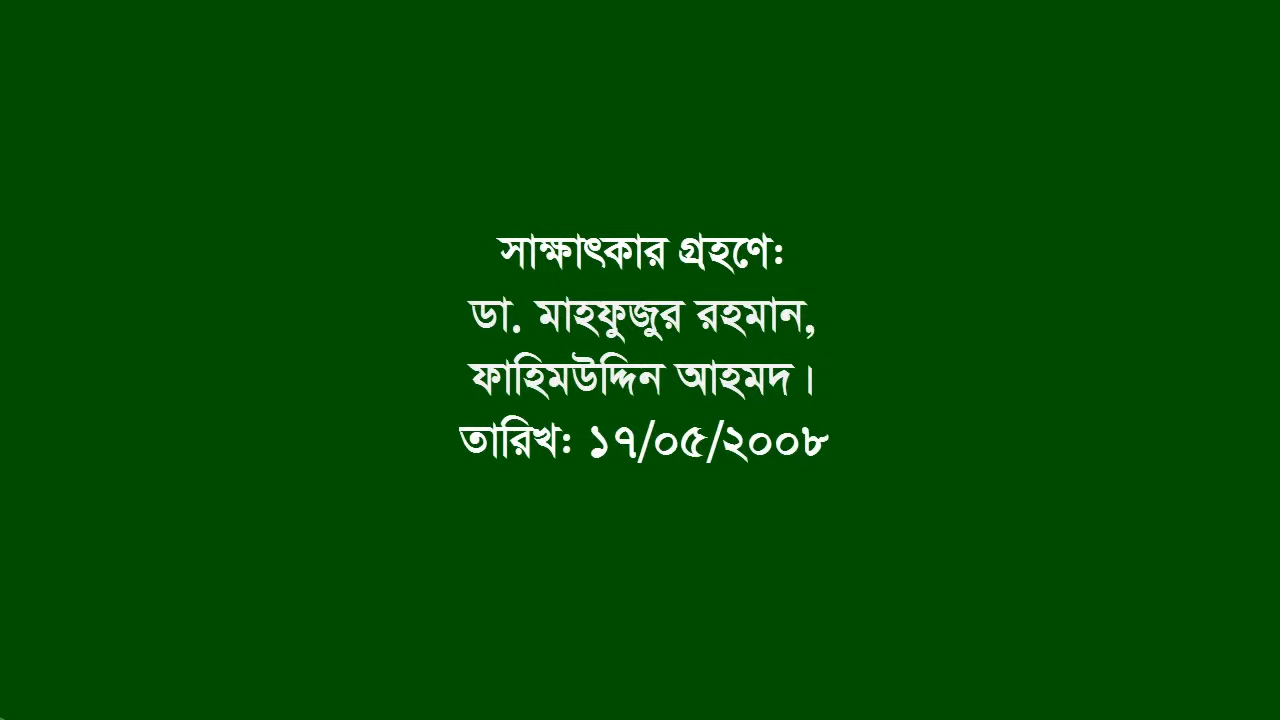 সাক্ষাৎকার গ্রহণে:
ডা. মাহফুজুর রহমান,
ফাহিমউদ্দিন আহমদ।
তারিখ: ১৭/০৫/২০০৮